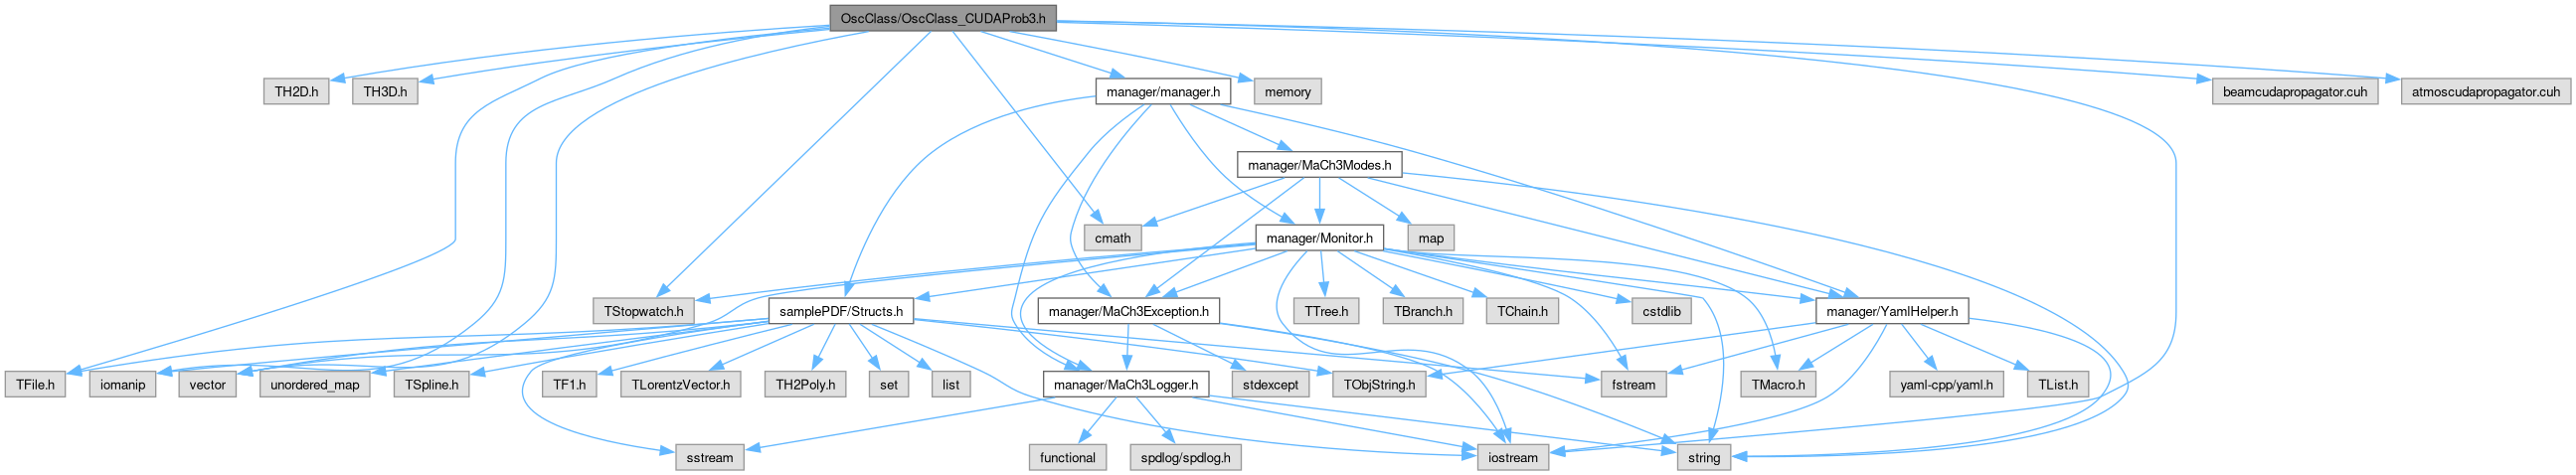 OscClass/OscClass_CUDAProb3.h
TH2D.h
TH3D.h
manager/manager.h
memory
beamcudapropagator.cuh
atmoscudapropagator.cuh
manager/MaCh3Modes.h
cmath
manager/Monitor.h
map
TStopwatch.h
samplePDF/Structs.h
manager/MaCh3Exception.h
TTree.h
TBranch.h
TChain.h
cstdlib
manager/YamlHelper.h
TFile.h
iomanip
vector
unordered_map
TSpline.h
TF1.h
TLorentzVector.h
TH2Poly.h
set
list
manager/MaCh3Logger.h
stdexcept
TObjString.h
fstream
TMacro.h
yaml-cpp/yaml.h
TList.h
sstream
functional
spdlog/spdlog.h
iostream
string